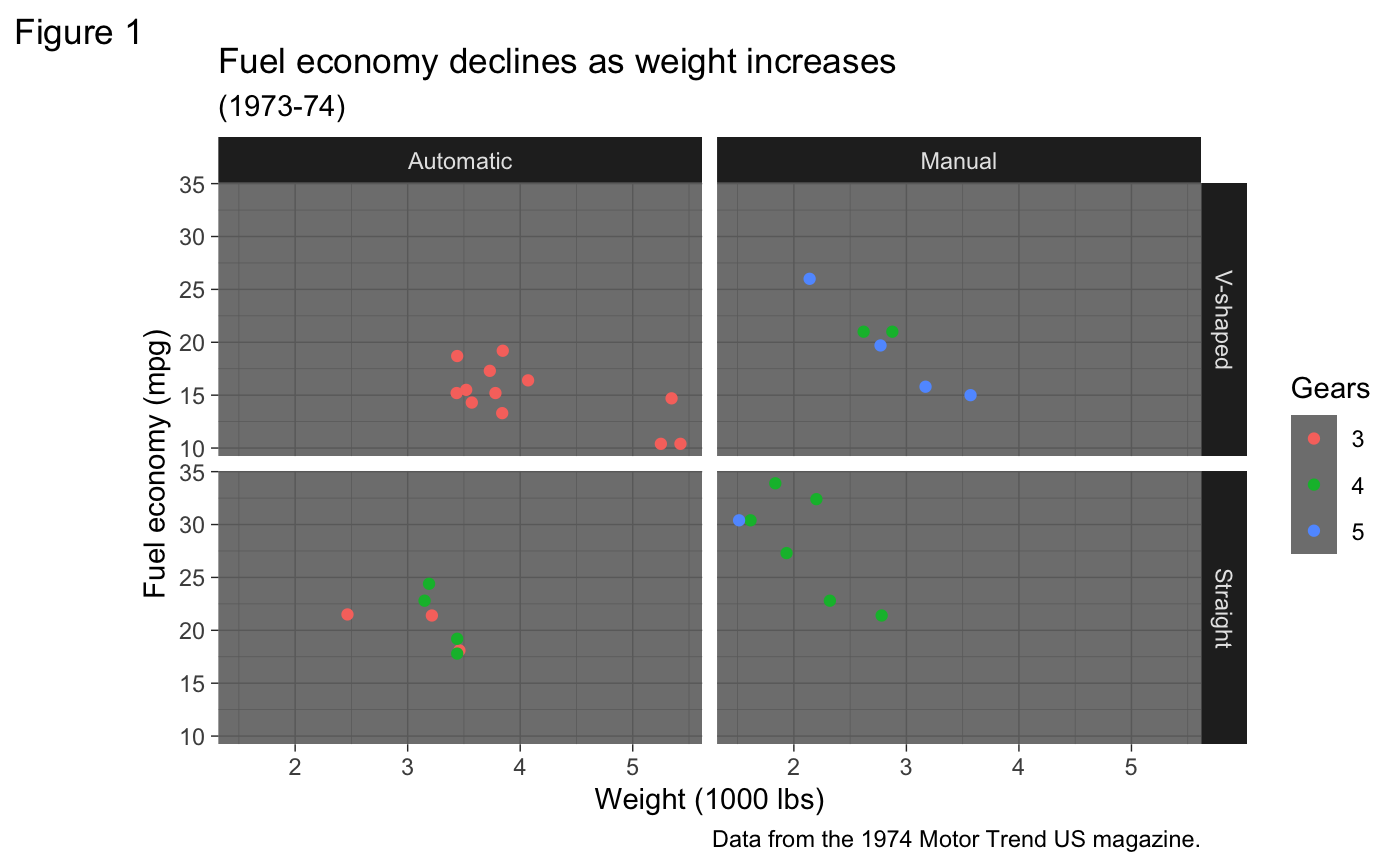 Figure 1
Fuel economy declines as weight increases
(1973-74)
Automatic
Manual
35
30
25
20
15
10
V-shaped
Fuel economy (mpg)
35
30
25
20
15
10
Straight
2
3
4
5
2
3
4
5
Weight (1000 lbs)
Gears
3
4
5
Data from the 1974 Motor Trend US magazine.